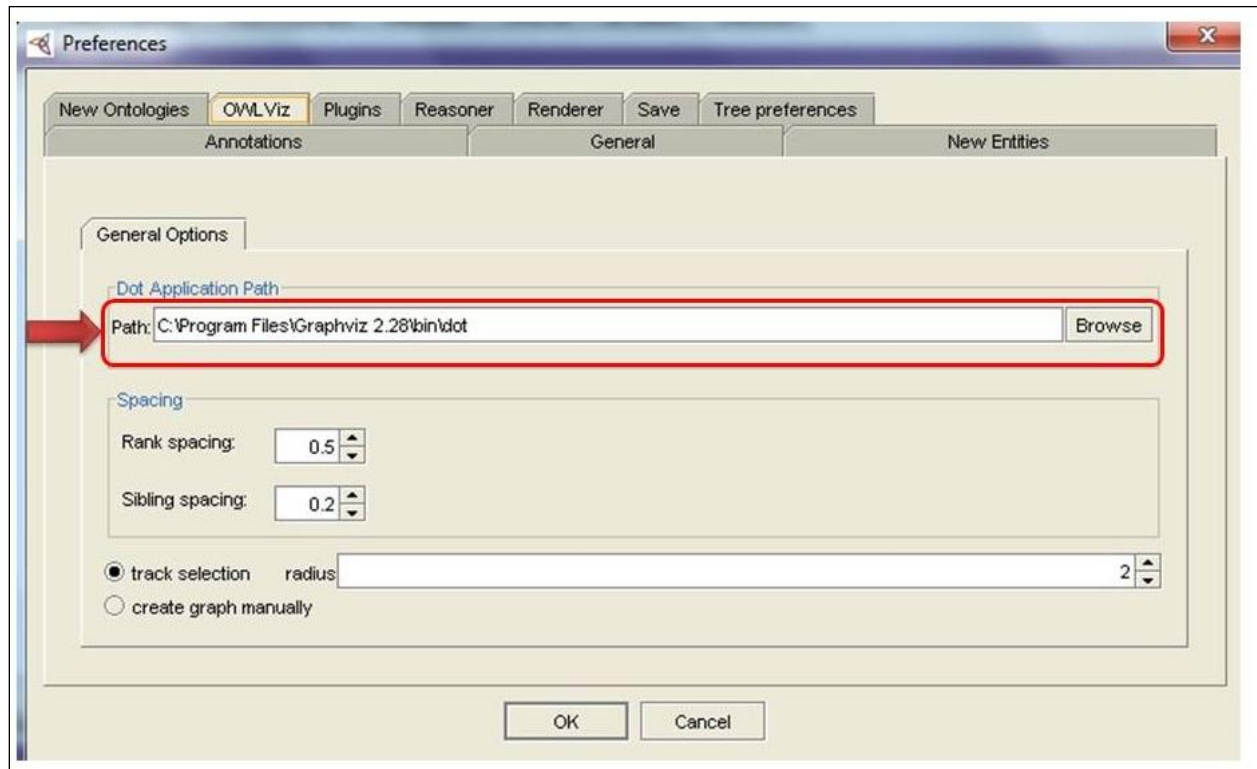 Preferences
New Ontologies OWLViz Plugins Reasoner Renderer Save Tree preferences
Annotations General New Entities
General Options
Dot Application Path
Path: C:\Program Files\Graphviz 2.28\bin\dot Browse
Spacing
Rank spacing: 0.5
Sibling spacing: 0.2
track selection radius 2
create graph manually
OK Cancel